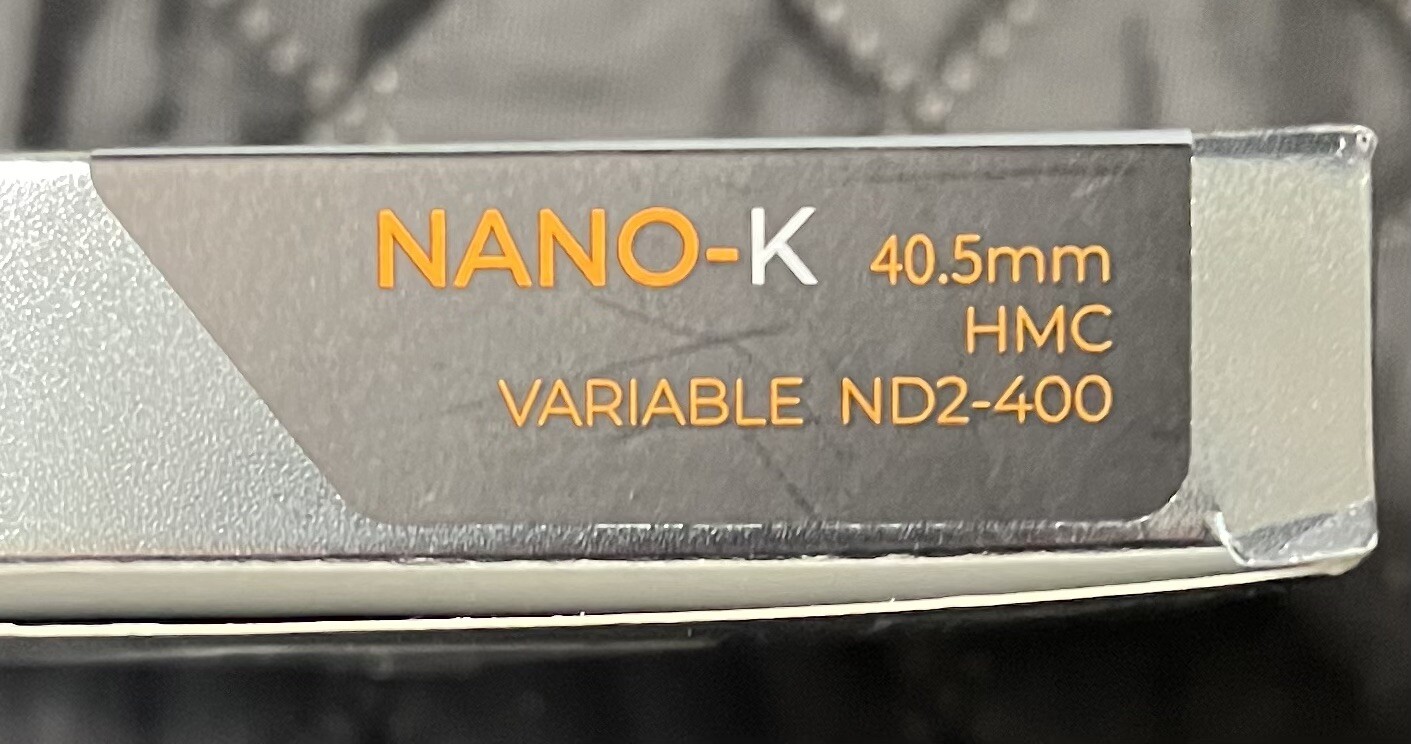 NANO-K 40.5mm
HMC
VARIABLE ND2-400